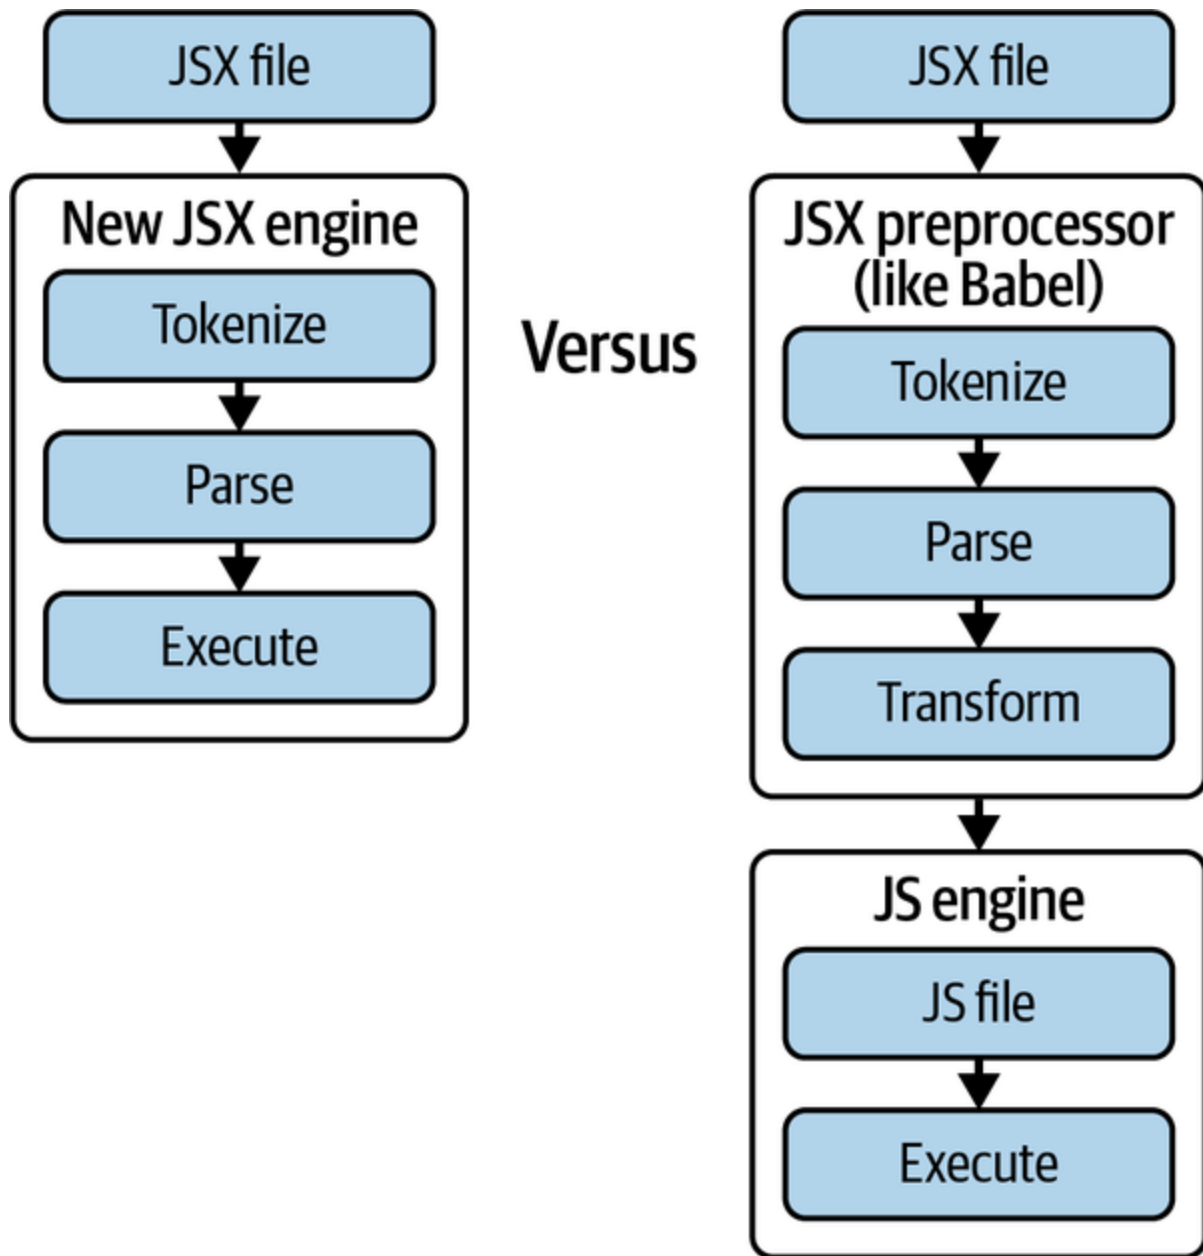 JSX file
New JSX engine
Tokenize
Parse
Execute
Versus
JSX file
JSX preprocessor
(like Babel)
Tokenize
Parse
Transform
JS engine
JS file
Execute